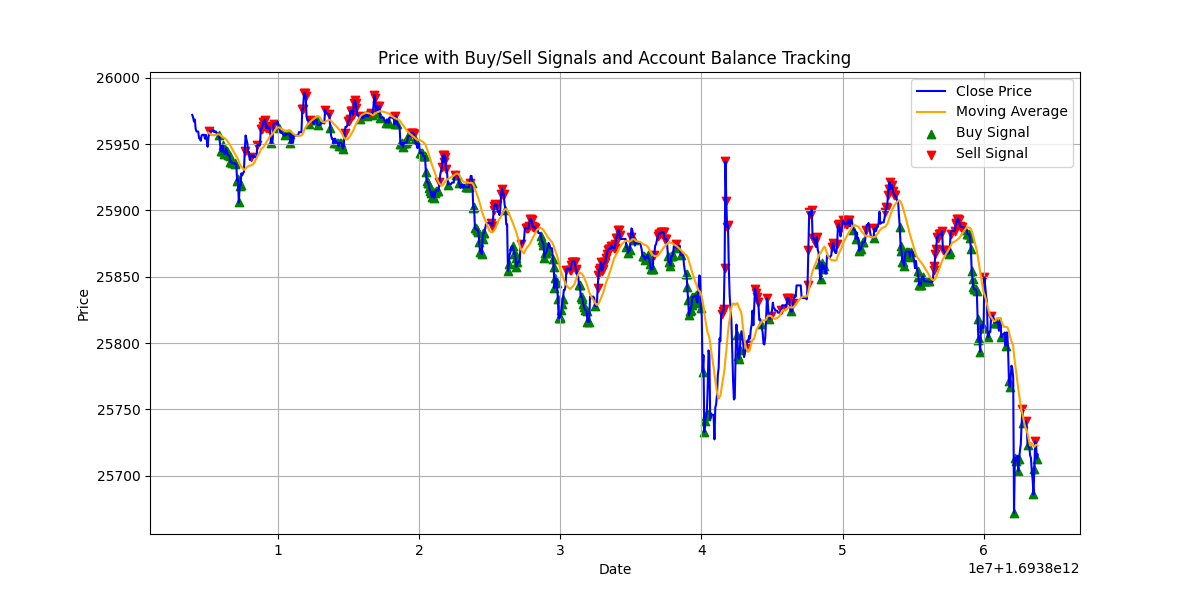 Price with Buy/Sell Signals and Account Balance Tracking
Close Price
Moving Average
Buy Signal
Sell Signal
26000
25950
25900
25850
25800
25750
25700
Price
1 2 3 4 5 6
Date
1e7+1.6938e12